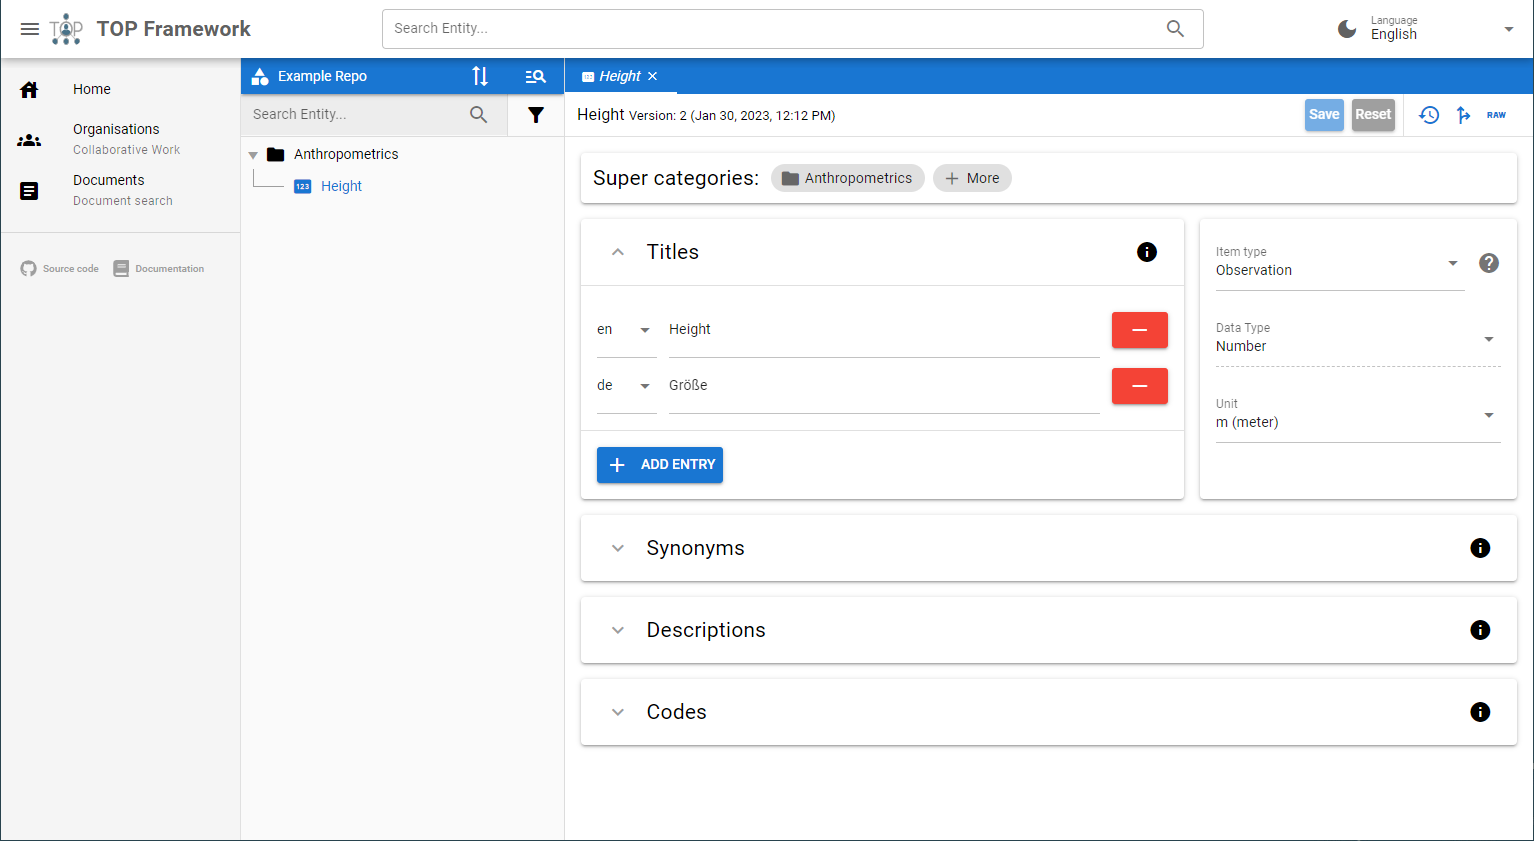 TOP
TOP Framework
Search Entity...
Language
English
Home
Organisations
Collaborative Work
Documents
Document search
Source code
Documentation
Example Repo
Search Entity...
Anthropometrics
123 Height
Height
Height Version: 2 (Jan 30, 2023, 12:12 PM)
Save
Reset
RAW
Super categories:
Anthropometrics
More
Titles
en
Height
de
Größe
ADD ENTRY
Item type
Observation
Data Type
Number
Unit
m (meter)
Synonyms
Descriptions
Codes